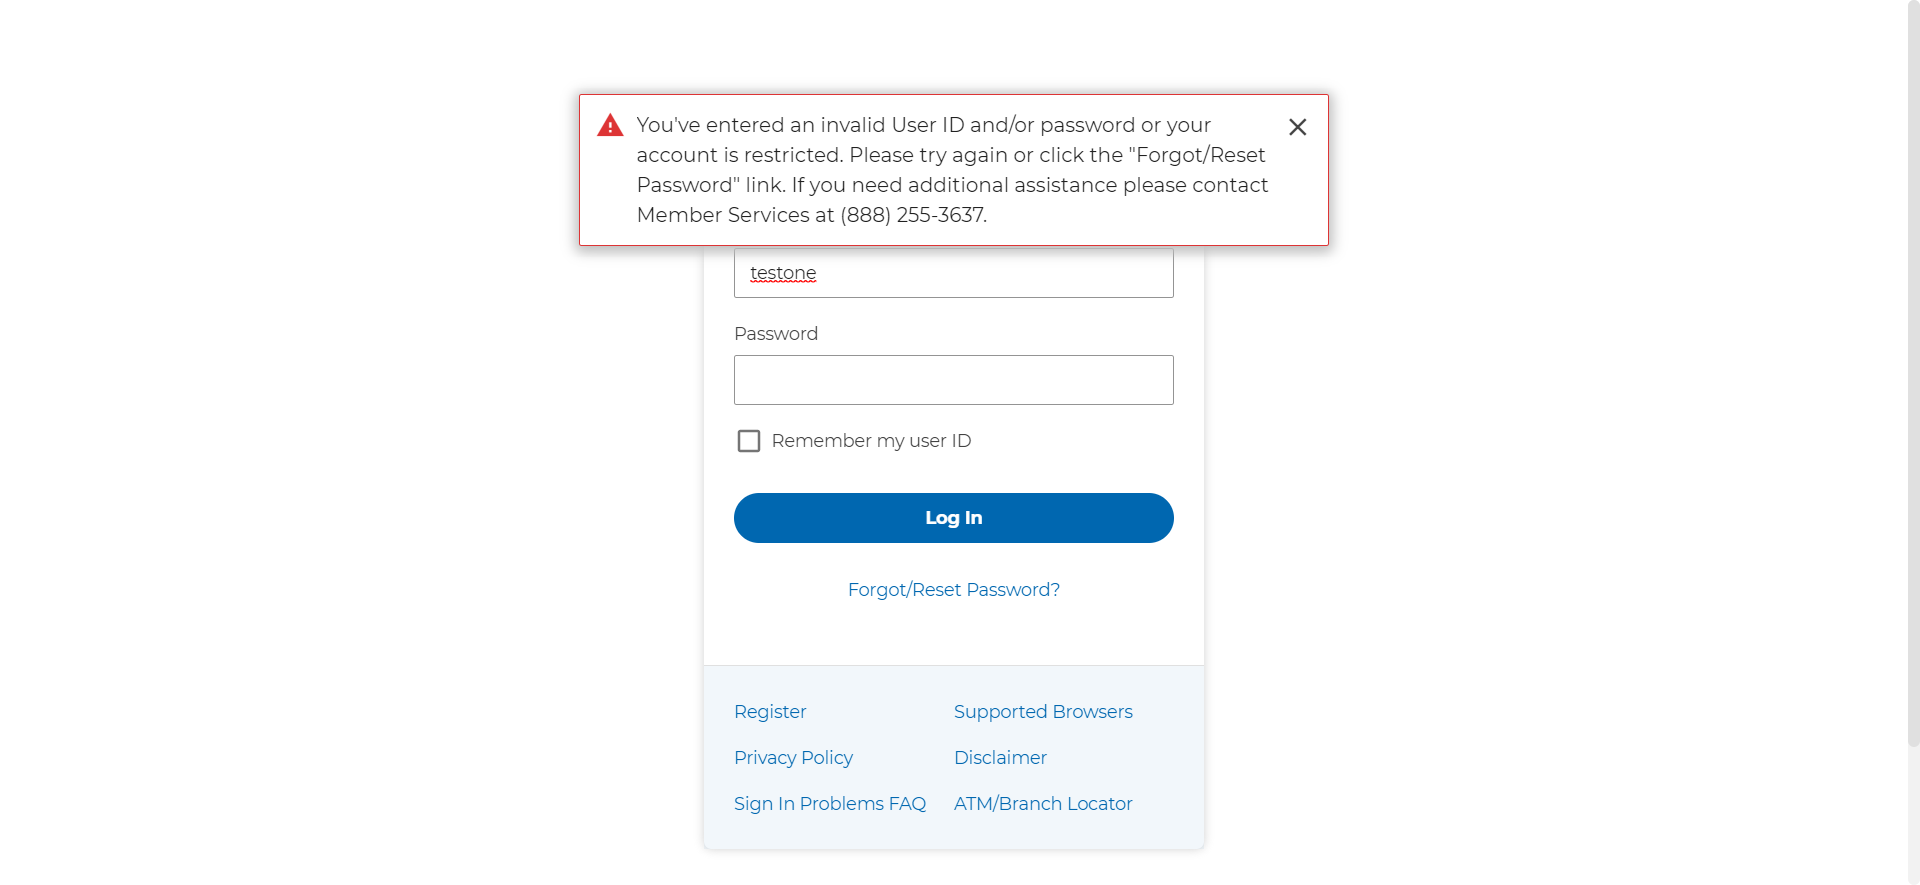 You've entered an invalid User ID and/or password or your
account is restricted. Please try again or click the "Forgot/Reset
Password" link. If you need additional assistance please contact
Member Services at (888) 255-3637.
testone
Password
Remember my user ID
Log In
Forgot/Reset Password?
Register
Supported Browsers
Privacy Policy
Disclaimer
Sign In Problems FAQ
ATM/Branch Locator